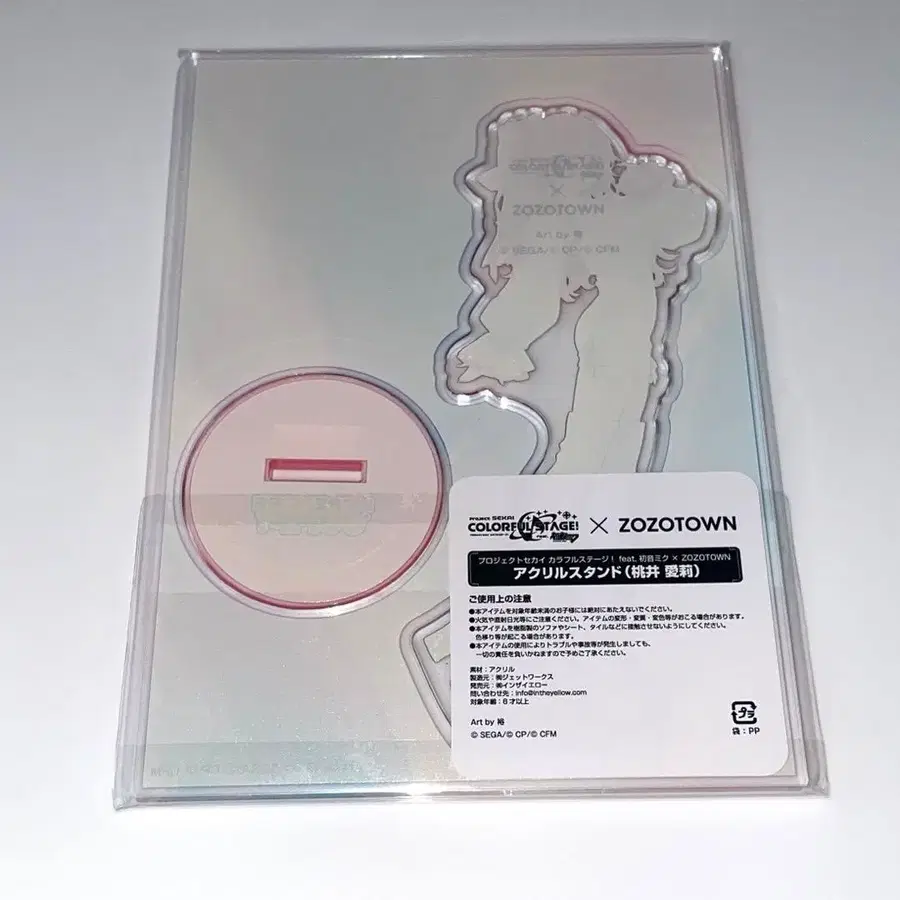 COLORFUL STAGE!
×
ZOZOTOWN
Art by 裕
© SEGA/© CP/© CFM
PROJECT SEKAI
COLORFUL STAGE! × ZOZOTOWN
プロジェクトセカイ カラフルステージ! feat. 初音ミク × ZOZOTOWN
アクリルスタンド(桃井 愛莉)
ご使用上の注意
●本アイテムを対象年齢未満のお子様には絶対にあたえないでください。
●火気や直射日光等にご注意ください。アイテムの変形・変質・変色等がおこる場合があります。
●本アイテムを樹脂製のソファやシート、タイルなどに接触させないようにしてください。
色移り等が起こる場合があります。
●本アイテムの使用によりトラブルや事故等が発生しましても、
一切の責任を負いかねますので予めご了承ください。
素材:アクリル
製造元:㈱ジェットワークス
発売元:㈱インザイエロー
問い合わせ先:info@intheyellow.com
対象年齢:6才以上
Art by 裕
© SEGA/© CP/© CFM
プラ
袋:PP